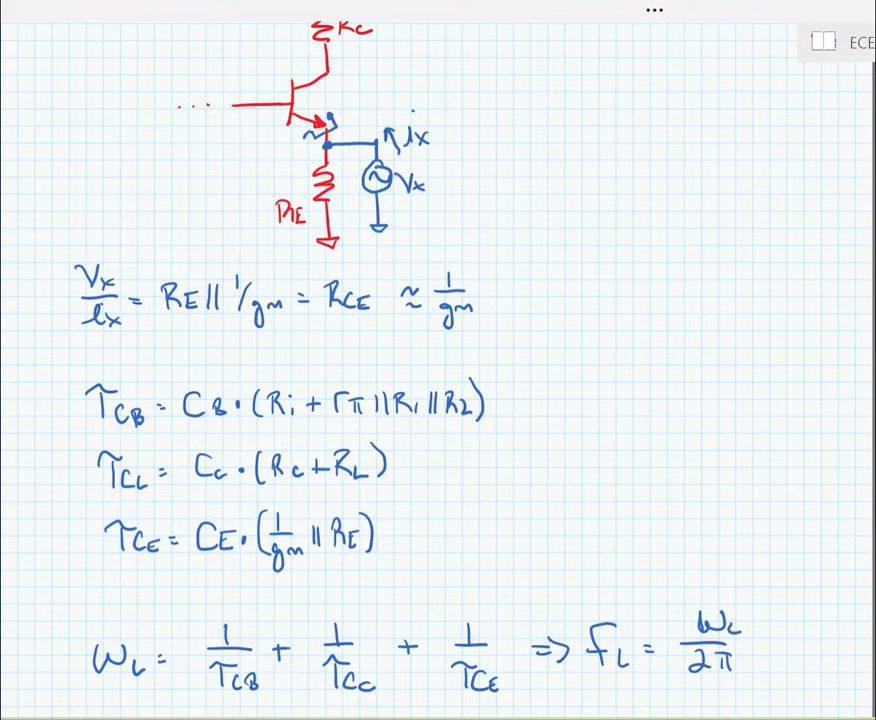 ...
ECE
RC
...
ix
Vx
RE
Vx/ix = RE || 1/gm = RCE ≈ 1/gm
τCB = CB · (Ri + rπ || R1 || R2)
τCC = CC · (RC + RL)
τCE = CE · (1/gm || RE)
ωL = 1/τCB + 1/τCC + 1/τCE => fL = ωL/2π